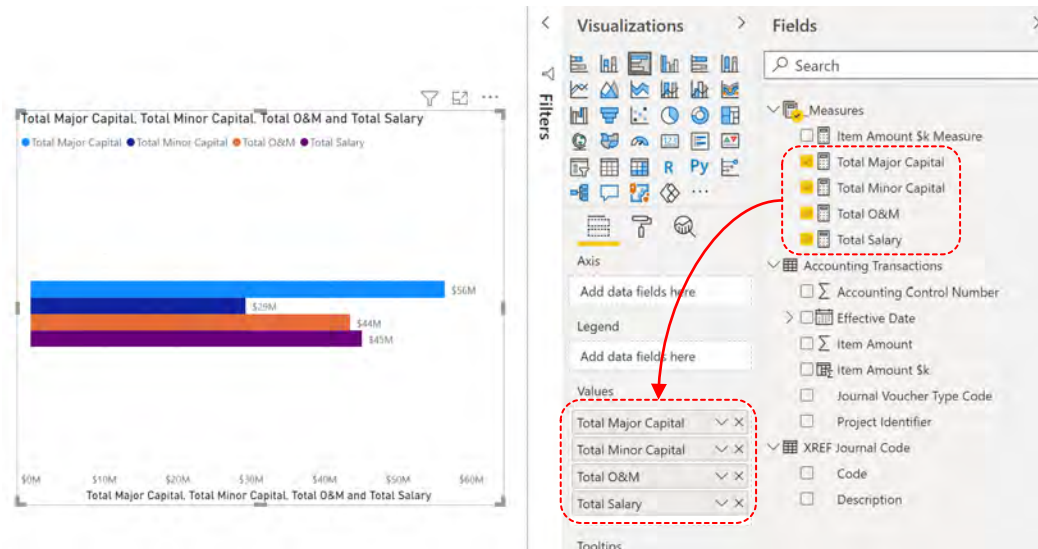 Total Major Capital, Total Minor Capital, Total O&M and Total Salary
Total Major Capital Total Minor Capital Total O&M Total Salary
$56M
$29M
$44M
$45M
$0M $10M $20M $30M $40M $50M $60M
Total Major Capital, Total Minor Capital, Total O&M and Total Salary
Filters
Visualizations
R Py
123
Axis
Add data fields here
Legend
Add data fields here
Values
Total Major Capital
Total Minor Capital
Total O&M
Total Salary
Tooltips
Fields
Search
_Measures
Item Amount $k Measure
Total Major Capital
Total Minor Capital
Total O&M
Total Salary
Accounting Transactions
Accounting Control Number
Effective Date
Item Amount
Item Amount $k
Journal Voucher Type Code
Project Identifier
XREF Journal Code
Code
Description